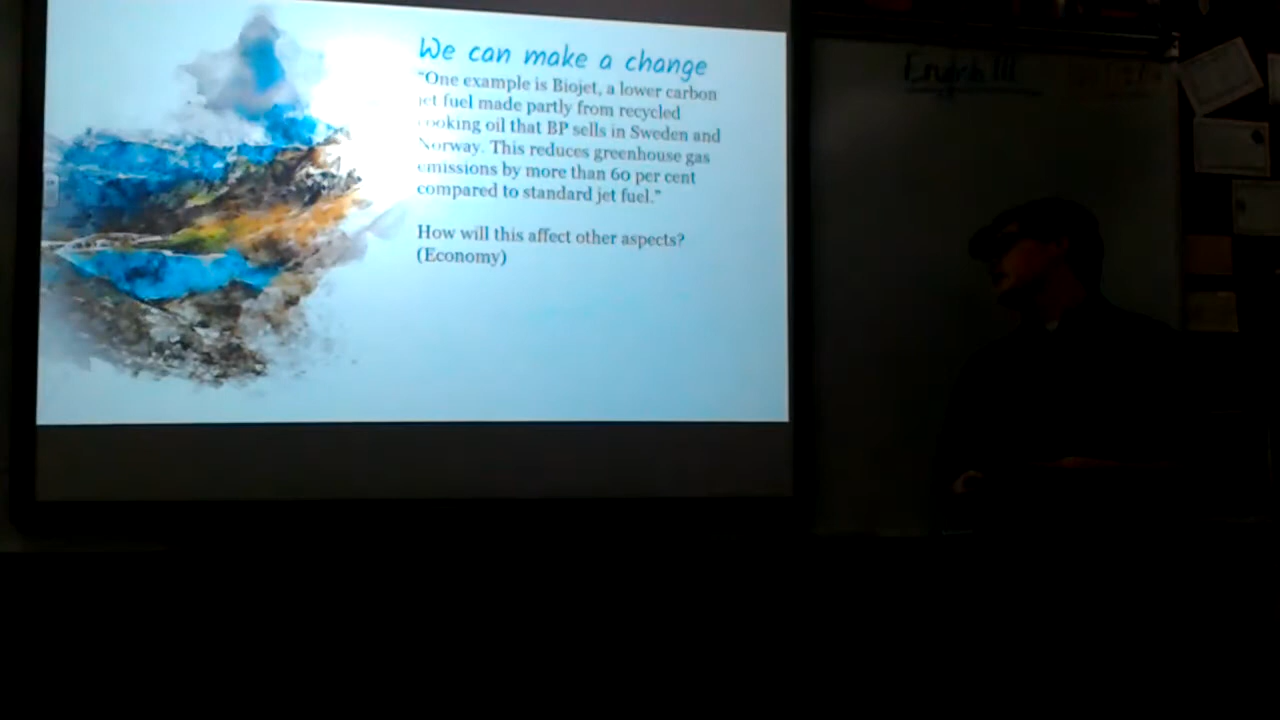 We can make a change
"One example is Biojet, a lower carbon
jet fuel made partly from recycled
cooking oil that BP sells in Sweden and
Norway. This reduces greenhouse gas
emissions by more than 60 per cent
compared to standard jet fuel."
How will this affect other aspects?
(Economy)
English III